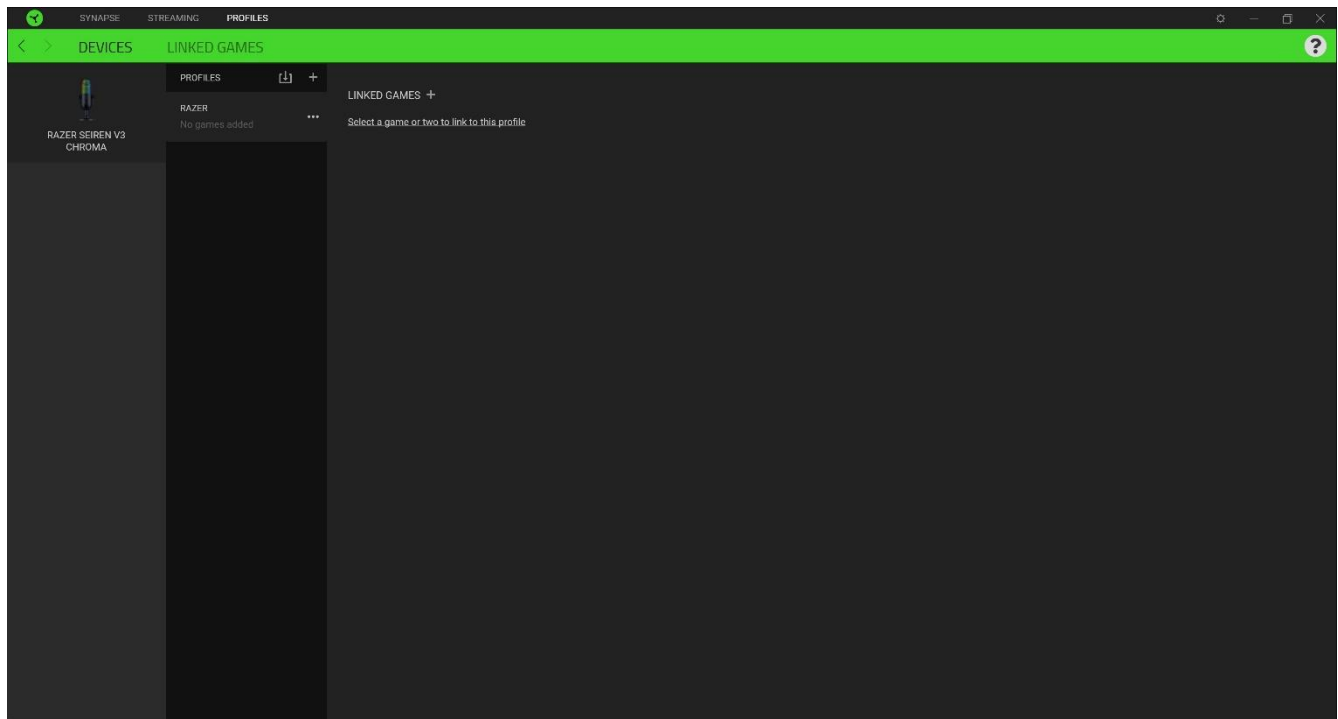 SYNAPSE STREAMING PROFILES
DEVICES LINKED GAMES
?
PROFILES
RAZER
No games added
RAZER SEIREN V3
CHROMA
LINKED GAMES +
Select a game or two to link to this profile